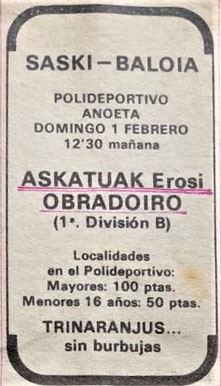 SASKI – BALOIA
POLIDEPORTIVO
ANOETA
DOMINGO 1 FEBRERO
12'30 mañana
ASKATUAK Erosi
OBRADOIRO
(1ª. División B)
Localidades
en el Polideportivo:
Mayores: 100 ptas.
Menores 16 años: 50 ptas.
TRINARANJUS...
sin burbujas